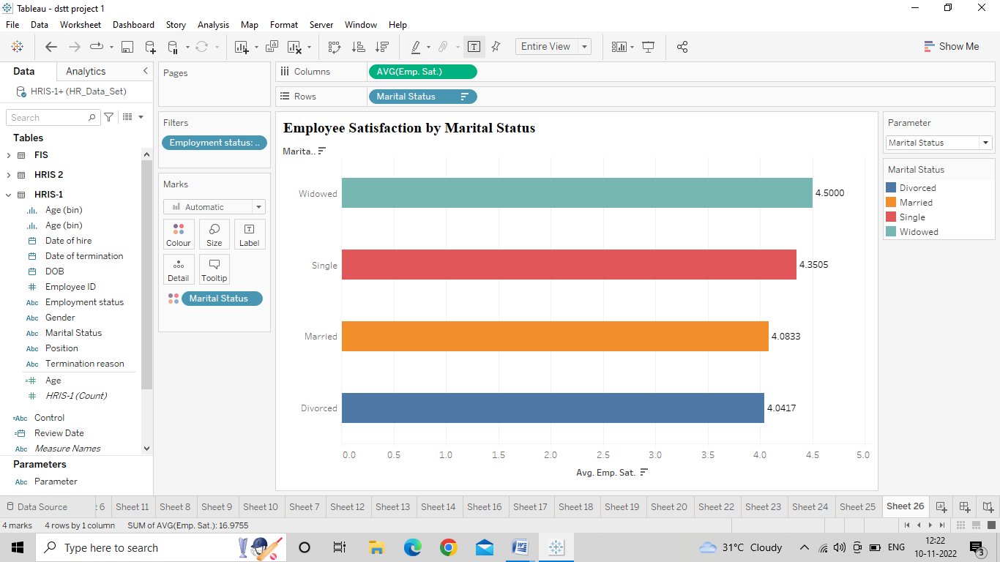 Tableau - dstt project 1
File Data Worksheet Dashboard Story Analysis Map Format Server Window Help
Entire View
Show Me
Data Analytics
HRIS-1+ (HR_Data_Set)
Search
Tables
FIS
HRIS 2
HRIS-1
Age (bin)
Age (bin)
Date of hire
Date of termination
DOB
Employee ID
Abc Employment status
Abc Gender
Abc Marital Status
Abc Position
Abc Termination reason
Age
HRIS-1 (Count)
=Abc Control
Review Date
Abc Measure Names
Parameters
Abc Parameter
Pages
Filters
Employment status: ..
Marks
Automatic
Colour Size Label
Detail Tooltip
Marital Status
Columns AVG(Emp. Sat.)
Rows Marital Status
Employee Satisfaction by Marital Status
Marita..
Widowed 4.5000
Single 4.3505
Married 4.0833
Divorced 4.0417
0.0 0.5 1.0 1.5 2.0 2.5 3.0 3.5 4.0 4.5 5.0
Avg. Emp. Sat.
Parameter
Marital Status
Marital Status
Divorced
Married
Single
Widowed
Data Source : 6 Sheet 11 Sheet 8 Sheet 9 Sheet 10 Sheet 7 Sheet 12 Sheet 13 Sheet 14 Sheet 16 Sheet 17 Sheet 18 Sheet 19 Sheet 20 Sheet 22 Sheet 23 Sheet 24 Sheet 25 Sheet 26
4 marks 4 rows by 1 column SUM of AVG(Emp. Sat.): 16.9755
Type here to search
31°C Cloudy
ENG
12:22
10-11-2022
3